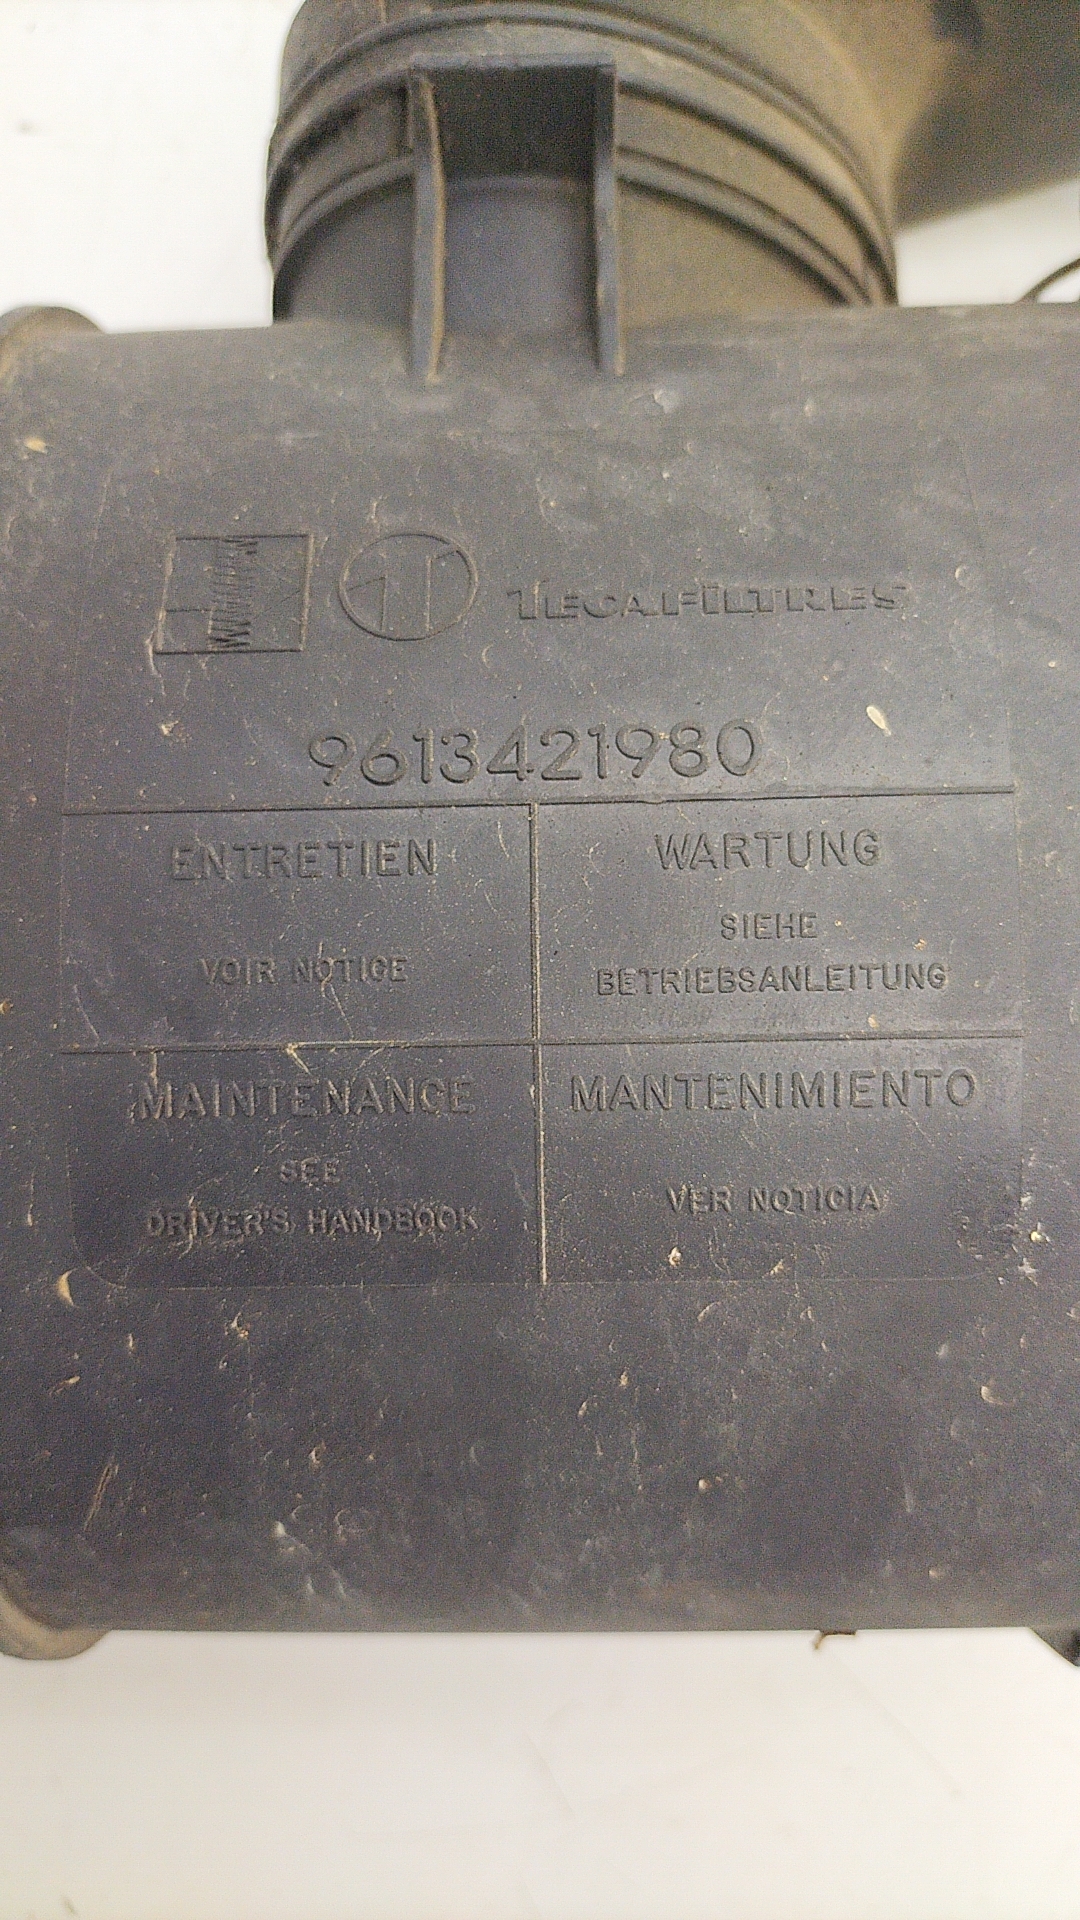 TECAFILTRES
9613421980
ENTRETIEN
VOIR NOTICE
WARTUNG
SIEHE
BETRIEBSANLEITUNG
MAINTENANCE
SEE
DRIVER'S HANDBOOK
MANTENIMIENTO
VER NOTICIA